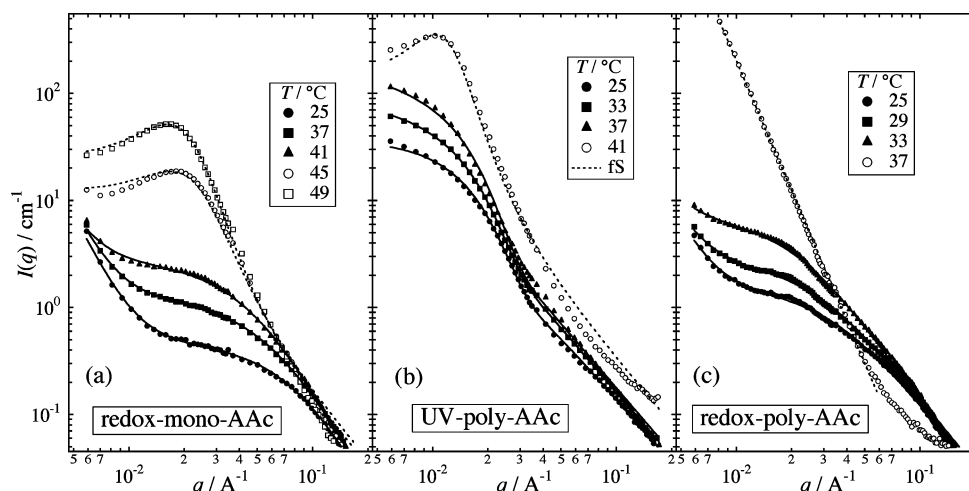 I(q) / cm⁻¹
10²
10¹
10⁰
10⁻¹
T / °C
25
37
41
45
49
(a)
redox-mono-AAc
T / °C
25
33
37
41
fS
(b)
UV-poly-AAc
T / °C
25
29
33
37
(c)
redox-poly-AAc
5 6 7 10⁻² 2 3 4 5 6 7 10⁻¹ 2
5 6 7 10⁻² 2 3 4 5 6 7 10⁻¹ 2
5 6 7 10⁻² 2 3 4 5 6 7 10⁻¹
q / A⁻¹ q / A⁻¹ q / A⁻¹